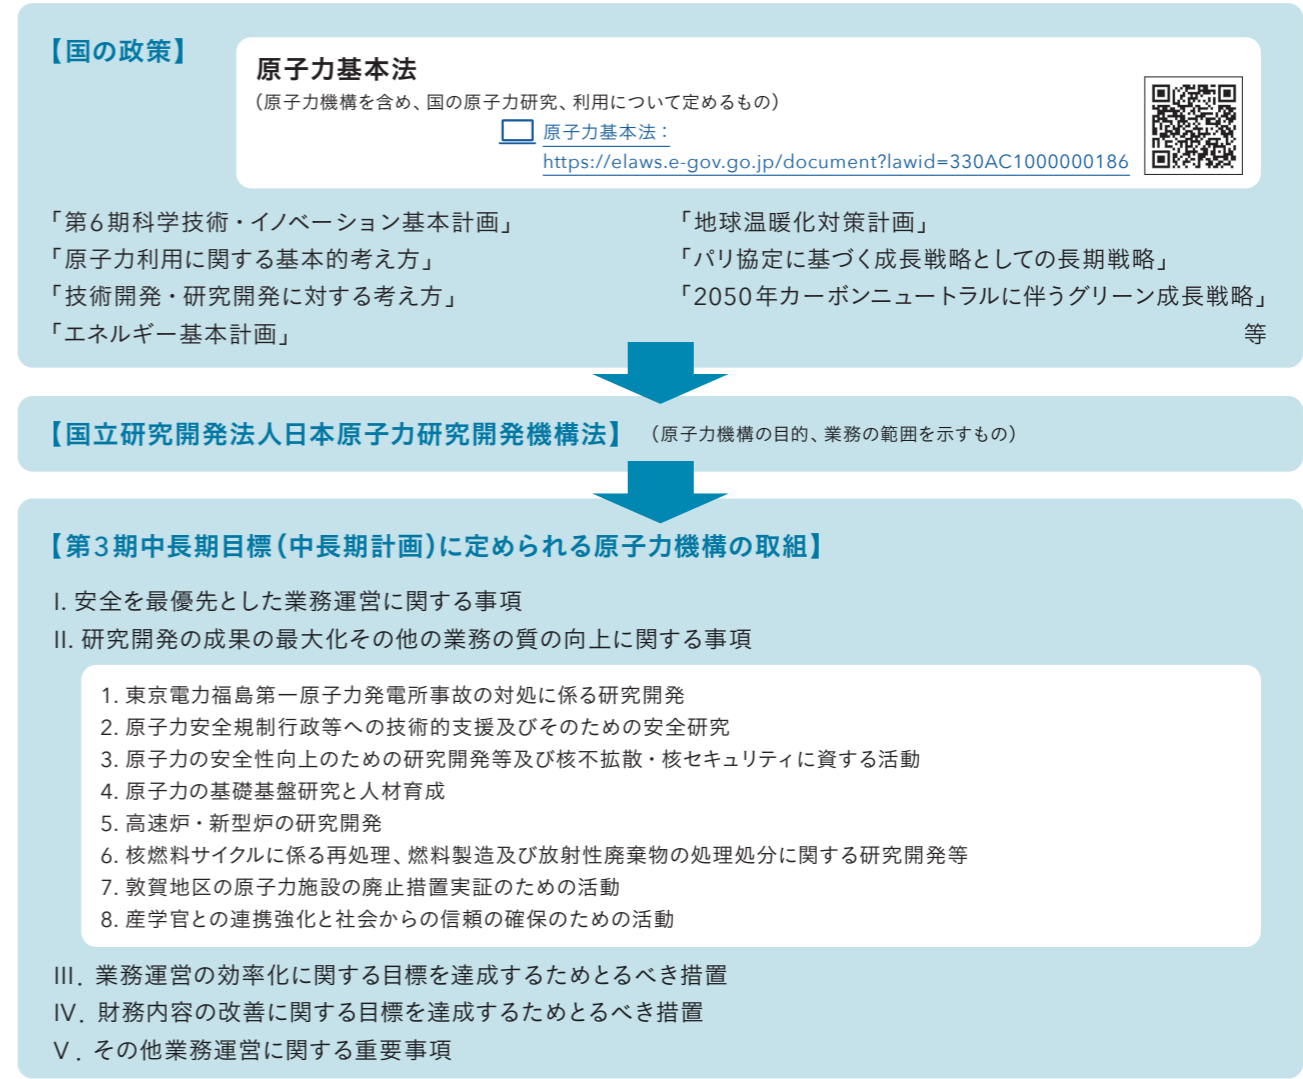 【国の政策】
原子力基本法
（原子力機構を含め、国の原子力研究、利用について定めるもの）
原子力基本法：
https://elaws.e-gov.go.jp/document?lawid=330AC1000000186
「第6期科学技術・イノベーション基本計画」
「原子力利用に関する基本的考え方」
「技術開発・研究開発に対する考え方」
「エネルギー基本計画」
「地球温暖化対策計画」
「パリ協定に基づく成長戦略としての長期戦略」
「2050年カーボンニュートラルに伴うグリーン成長戦略」
等
【国立研究開発法人日本原子力研究開発機構法】 （原子力機構の目的、業務の範囲を示すもの）
【第3期中長期目標（中長期計画）に定められる原子力機構の取組】
I. 安全を最優先とした業務運営に関する事項
II. 研究開発の成果の最大化その他の業務の質の向上に関する事項
1. 東京電力福島第一原子力発電所事故の対処に係る研究開発
2. 原子力安全規制行政等への技術的支援及びそのための安全研究
3. 原子力の安全性向上のための研究開発等及び核不拡散・核セキュリティに資する活動
4. 原子力の基礎基盤研究と人材育成
5. 高速炉・新型炉の研究開発
6. 核燃料サイクルに係る再処理、燃料製造及び放射性廃棄物の処理処分に関する研究開発等
7. 敦賀地区の原子力施設の廃止措置実証のための活動
8. 産学官との連携強化と社会からの信頼の確保のための活動
III. 業務運営の効率化に関する目標を達成するためとるべき措置
IV. 財務内容の改善に関する目標を達成するためとるべき措置
V. その他業務運営に関する重要事項